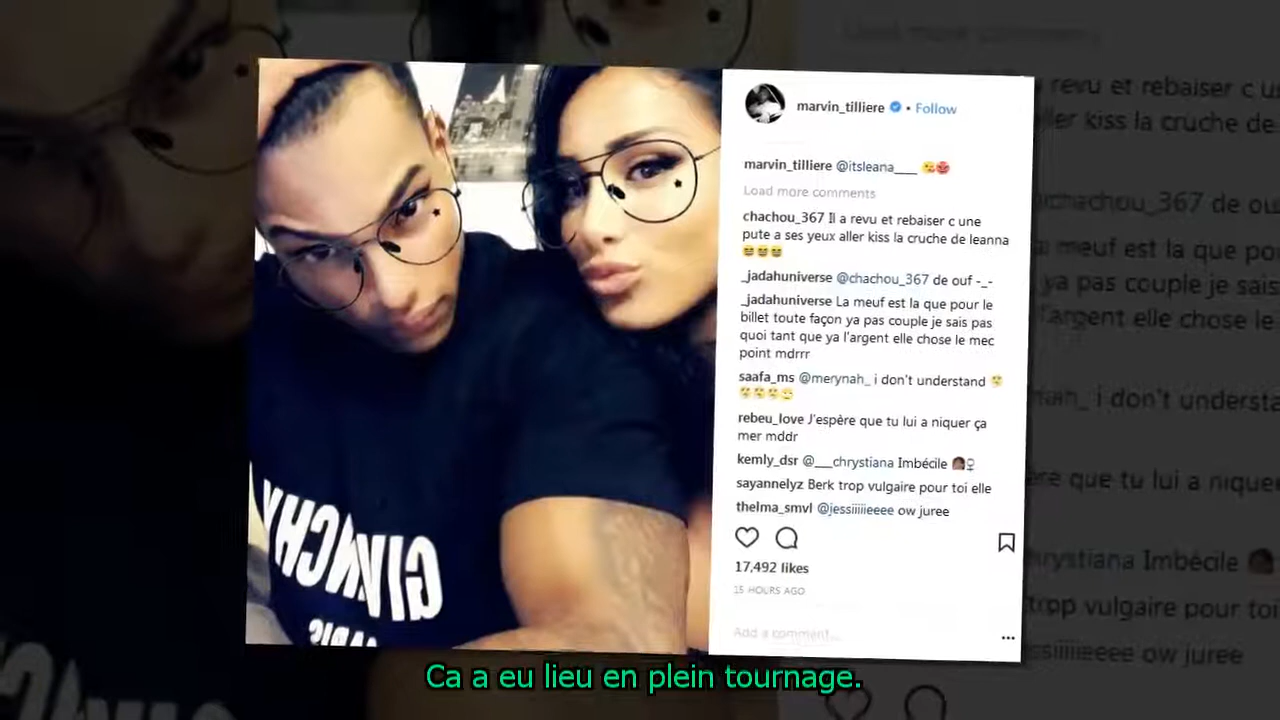 marvin_tilliere • Follow
marvin_tilliere @itsleana___ 😘👹
Load more comments
chachou_367 Il a revu et rebaiser c une
pute a ses yeux aller kiss la cruche de leanna
😄😄😄
_jadahuniverse @chachou_367 de ouf -_-
_jadahuniverse La meuf est la que pour le
billet toute façon ya pas couple je sais pas
quoi tant que ya l'argent elle chose le mec
point mdrrr
saafa_ms @merynah_ i don't understand
rebeu_love J'espère que tu lui a niquer ça
mer mddr
kemly_dsr @___chrystiana Imbécile
sayannelyz Berk trop vulgaire pour toi elle
thelma_smvl @jessiiiiieeee ow juree
17,492 likes
15 HOURS AGO
Add a comment...
GIVENCHY
PARIS
Ca a eu lieu en plein tournage.